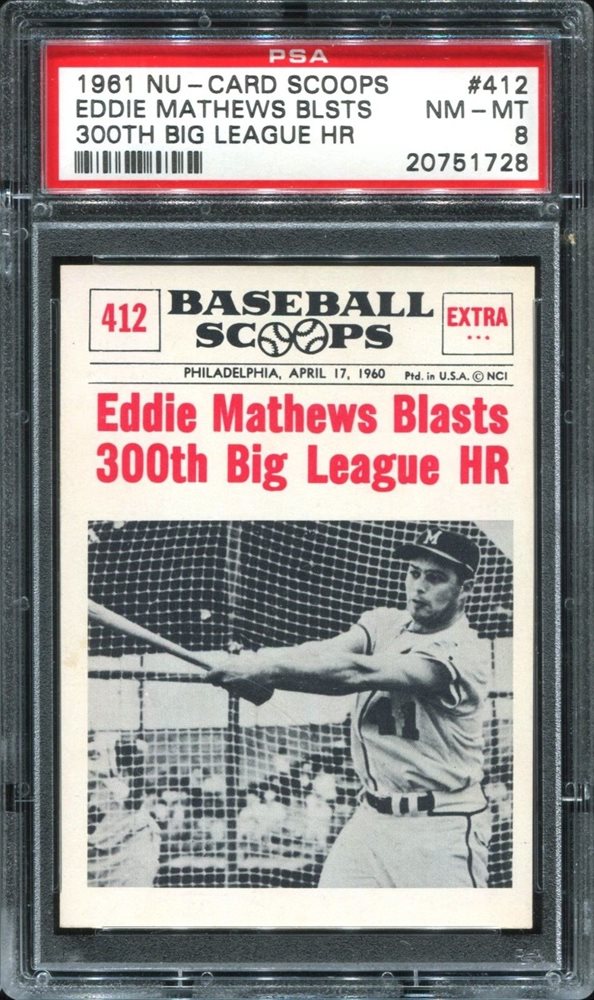 PSA
1961 NU-CARD SCOOPS #412
EDDIE MATHEWS BLSTS NM-MT
300TH BIG LEAGUE HR 8
20751728
412 BASEBALL SCOOPS EXTRA ...
PHILADELPHIA, APRIL 17, 1960 Ptd. in U.S.A. © NCI
Eddie Mathews Blasts
300th Big League HR
M
41